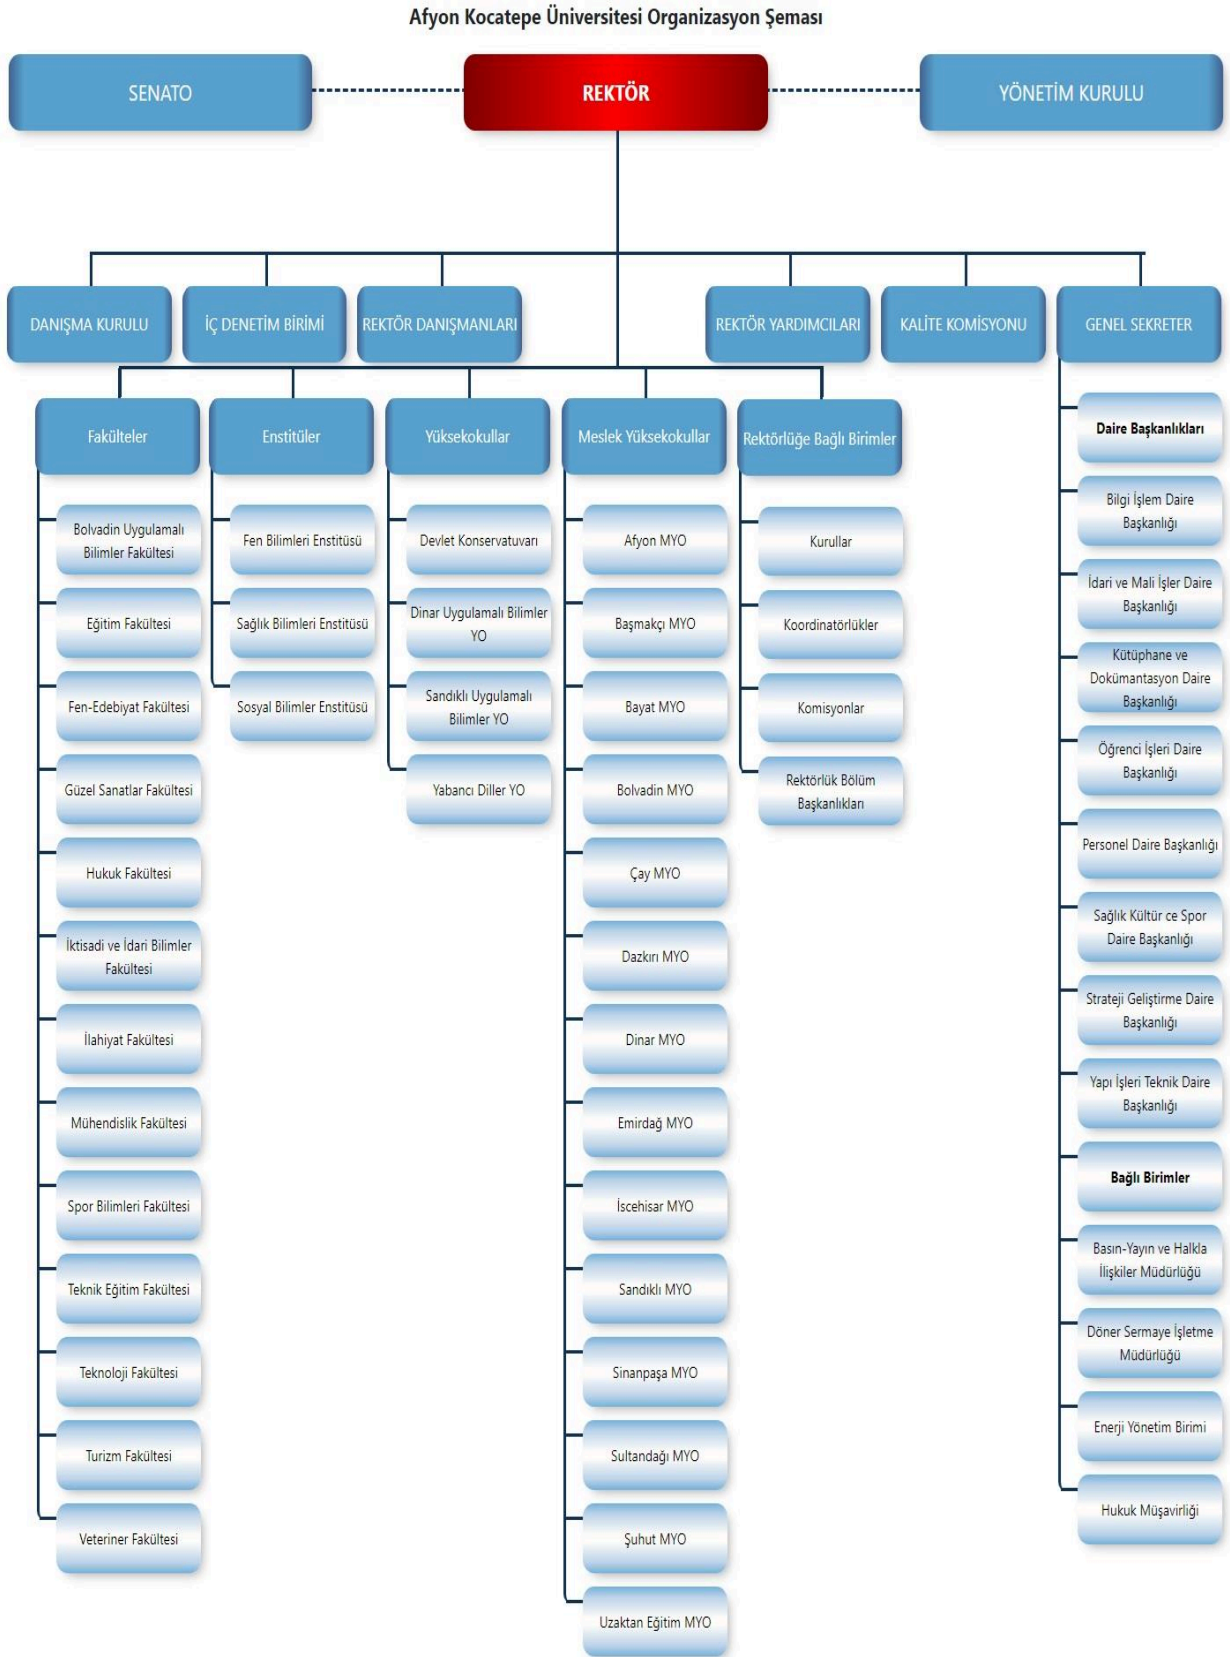 Afyon Kocatepe Üniversitesi Organizasyon Şeması
SENATO
REKTÖR
YÖNETİM KURULU
DANIŞMA KURULU
İÇ DENETİM BİRİMİ
REKTÖR DANIŞMANLARI
REKTÖR YARDIMCILARI
KALİTE KOMİSYONU
GENEL SEKRETER
Fakülteler
Bolvadin Uygulamalı
Bilimler Fakültesi
Eğitim Fakültesi
Fen-Edebiyat Fakültesi
Güzel Sanatlar Fakültesi
Hukuk Fakültesi
İktisadi ve İdari Bilimler
Fakültesi
İlahiyat Fakültesi
Mühendislik Fakültesi
Spor Bilimleri Fakültesi
Teknik Eğitim Fakültesi
Teknoloji Fakültesi
Turizm Fakültesi
Veteriner Fakültesi
Enstitüler
Fen Bilimleri Enstitüsü
Sağlık Bilimleri Enstitüsü
Sosyal Bilimler Enstitüsü
Yüksekokullar
Devlet Konservatuvarı
Dinar Uygulamalı Bilimler
YO
Sandıklı Uygulamalı
Bilimler YO
Yabancı Diller YO
Meslek Yüksekokullar
Afyon MYO
Başmakçı MYO
Bayat MYO
Bolvadin MYO
Çay MYO
Dazkırı MYO
Dinar MYO
Emirdağ MYO
İscehisar MYO
Sandıklı MYO
Sinanpaşa MYO
Sultandağı MYO
Şuhut MYO
Uzaktan Eğitim MYO
Rektörlüğe Bağlı Birimler
Kurullar
Koordinatörlükler
Komisyonlar
Rektörlük Bölüm
Başkanlıkları
Daire Başkanlıkları
Bilgi İşlem Daire
Başkanlığı
İdari ve Mali İşler Daire
Başkanlığı
Kütüphane ve
Dokümantasyon Daire
Başkanlığı
Öğrenci İşleri Daire
Başkanlığı
Personel Daire Başkanlığı
Sağlık Kültür ce Spor
Daire Başkanlığı
Strateji Geliştirme Daire
Başkanlığı
Yapı İşleri Teknik Daire
Başkanlığı
Bağlı Birimler
Basın-Yayın ve Halkla
İlişkiler Müdürlüğü
Döner Sermaye İşletme
Müdürlüğü
Enerji Yönetim Birimi
Hukuk Müşavirliği